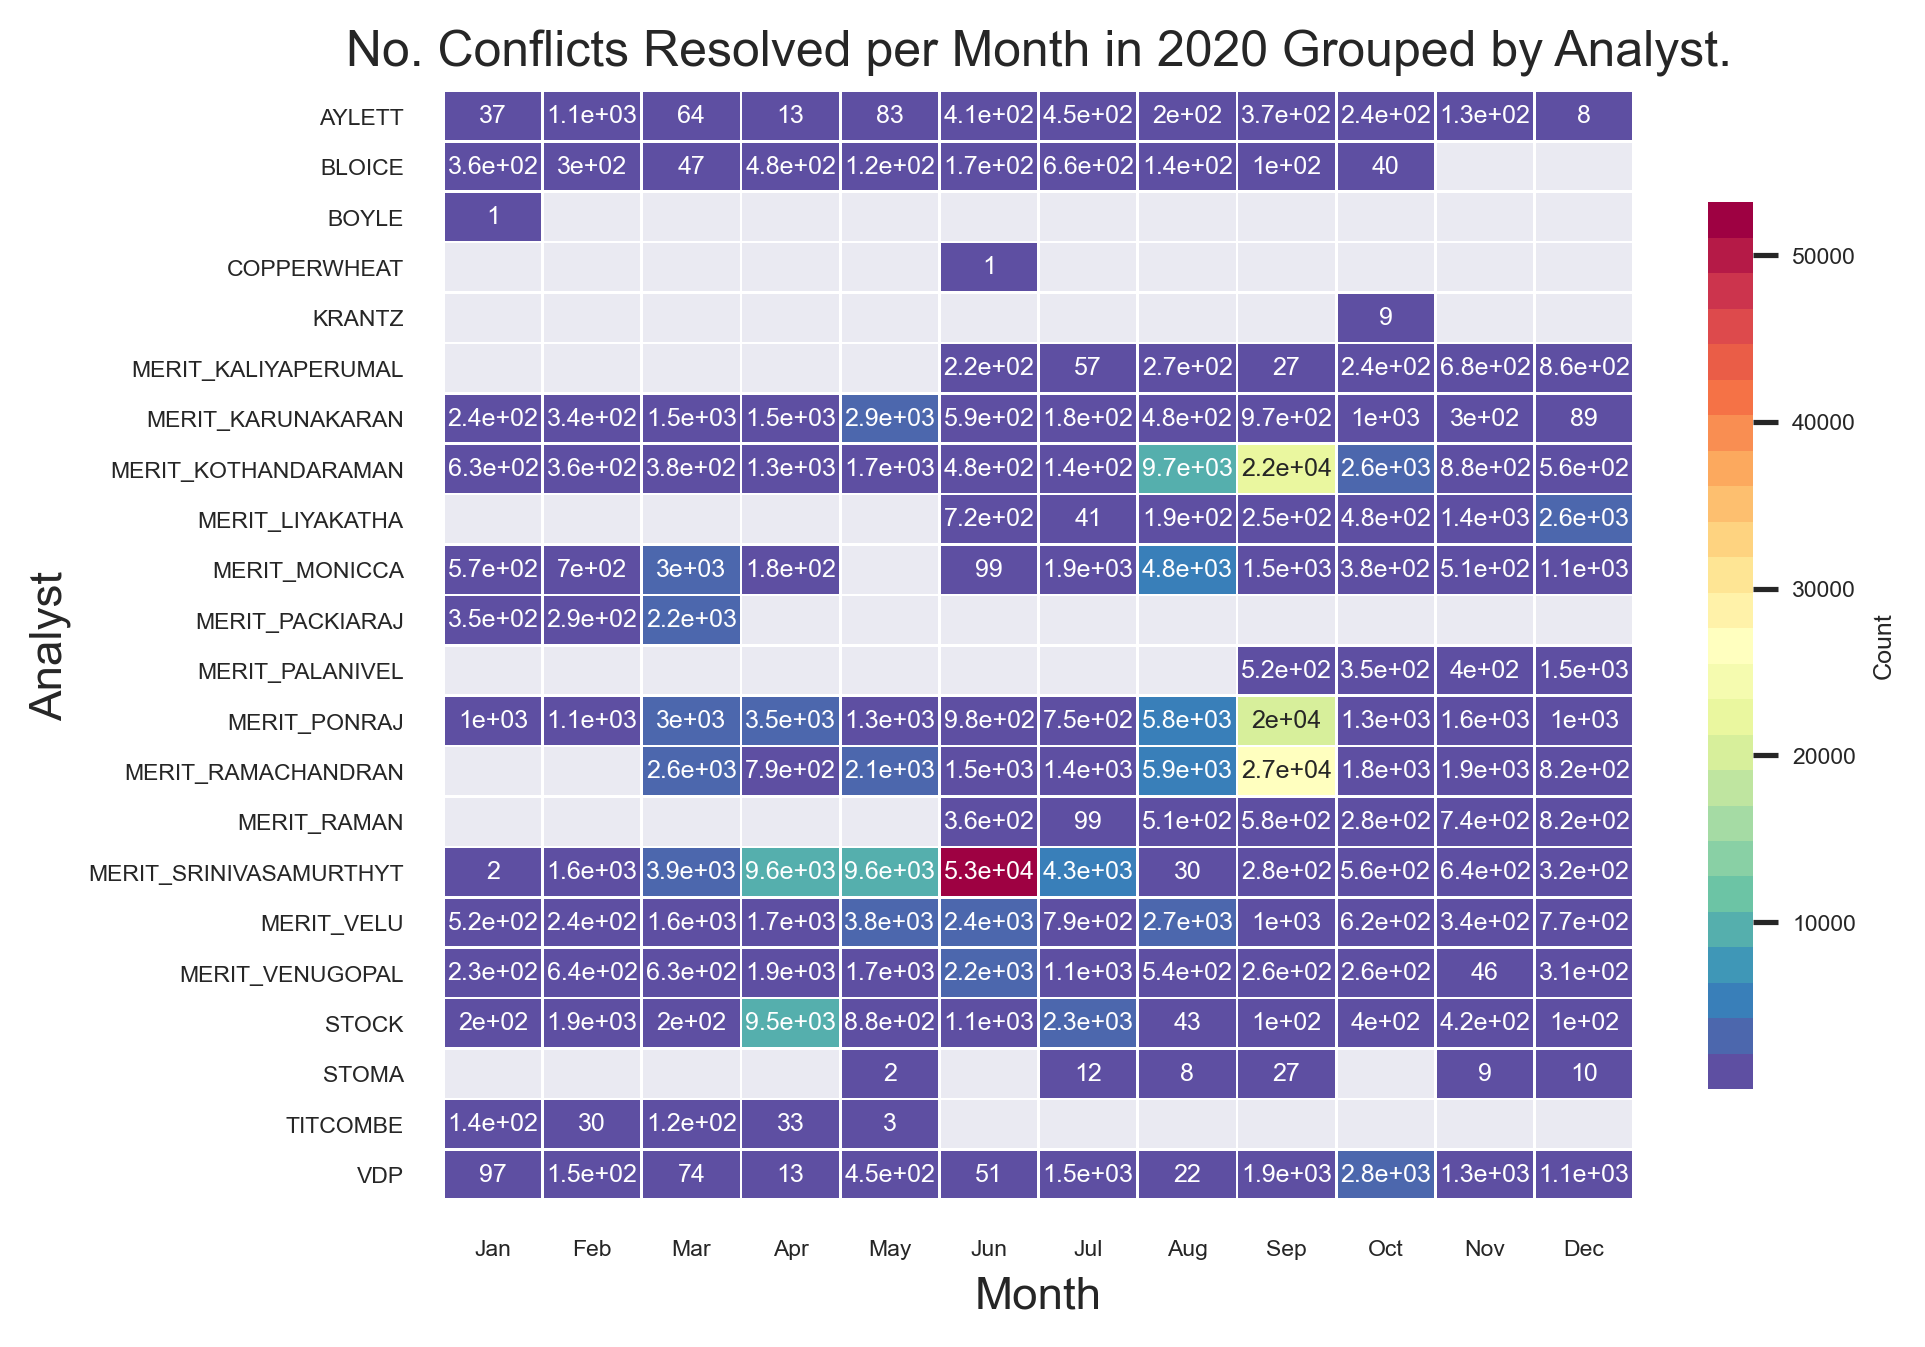 No. Conflicts Resolved per Month in 2020 Grouped by Analyst.
AYLETT 37 1.1e+03 64 13 83 4.1e+02 4.5e+02 2e+02 3.7e+02 2.4e+02 1.3e+02 8
BLOICE 3.6e+02 3e+02 47 4.8e+02 1.2e+02 1.7e+02 6.6e+02 1.4e+02 1e+02 40
BOYLE 1
COPPERWHEAT 1
KRANTZ 9
MERIT_KALIYAPERUMAL 2.2e+02 57 2.7e+02 27 2.4e+02 6.8e+02 8.6e+02
MERIT_KARUNAKARAN 2.4e+02 3.4e+02 1.5e+03 1.5e+03 2.9e+03 5.9e+02 1.8e+02 4.8e+02 9.7e+02 1e+03 3e+02 89
MERIT_KOTHANDARAMAN 6.3e+02 3.6e+02 3.8e+02 1.3e+03 1.7e+03 4.8e+02 1.4e+02 9.7e+03 2.2e+04 2.6e+03 8.8e+02 5.6e+02
MERIT_LIYAKATHA 7.2e+02 41 1.9e+02 2.5e+02 4.8e+02 1.4e+03 2.6e+03
MERIT_MONICCA 5.7e+02 7e+02 3e+03 1.8e+02 99 1.9e+03 4.8e+03 1.5e+03 3.8e+02 5.1e+02 1.1e+03
MERIT_PACKIARAJ 3.5e+02 2.9e+02 2.2e+03
MERIT_PALANIVEL 5.2e+02 3.5e+02 4e+02 1.5e+03
MERIT_PONRAJ 1e+03 1.1e+03 3e+03 3.5e+03 1.3e+03 9.8e+02 7.5e+02 5.8e+03 2e+04 1.3e+03 1.6e+03 1e+03
MERIT_RAMACHANDRAN 2.6e+03 7.9e+02 2.1e+03 1.5e+03 1.4e+03 5.9e+03 2.7e+04 1.8e+03 1.9e+03 8.2e+02
MERIT_RAMAN 3.6e+02 99 5.1e+02 5.8e+02 2.8e+02 7.4e+02 8.2e+02
MERIT_SRINIVASAMURTHYT 2 1.6e+03 3.9e+03 9.6e+03 9.6e+03 5.3e+04 4.3e+03 30 2.8e+02 5.6e+02 6.4e+02 3.2e+02
MERIT_VELU 5.2e+02 2.4e+02 1.6e+03 1.7e+03 3.8e+03 2.4e+03 7.9e+02 2.7e+03 1e+03 6.2e+02 3.4e+02 7.7e+02
MERIT_VENUGOPAL 2.3e+02 6.4e+02 6.3e+02 1.9e+03 1.7e+03 2.2e+03 1.1e+03 5.4e+02 2.6e+02 2.6e+02 46 3.1e+02
STOCK 2e+02 1.9e+03 2e+02 9.5e+03 8.8e+02 1.1e+03 2.3e+03 43 1e+02 4e+02 4.2e+02 1e+02
STOMA 2 12 8 27 9 10
TITCOMBE 1.4e+02 30 1.2e+02 33 3
VDP 97 1.5e+02 74 13 4.5e+02 51 1.5e+03 22 1.9e+03 2.8e+03 1.3e+03 1.1e+03
Jan Feb Mar Apr May Jun Jul Aug Sep Oct Nov Dec
Month
Analyst
50000
40000
30000
20000
10000
Count